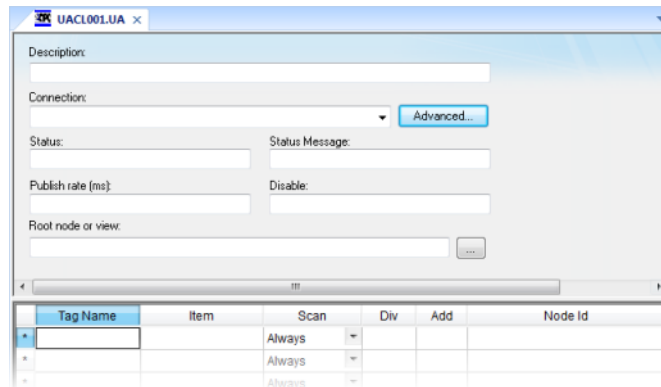 UACL001.UA
Description:
Connection:
Advanced...
Status: Status Message:
Publish rate (ms): Disable:
Root node or view:
...
Tag Name Item Scan Div Add Node Id
* Always
* Always
* Always